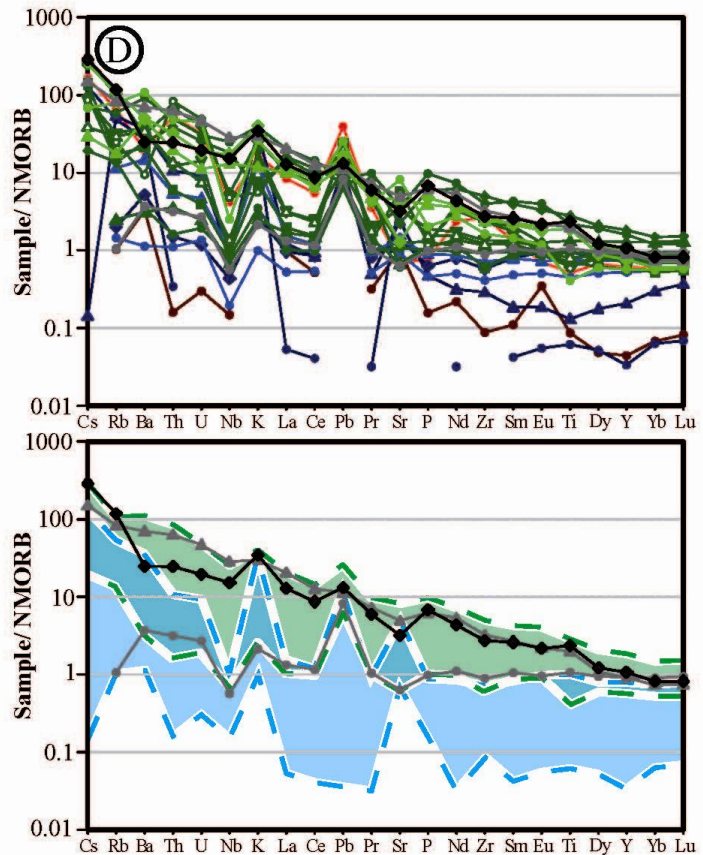 1000
D
100
10
1
0.1
0.01
Sample/ NMORB
Cs Rb Ba Th U Nb K La Ce Pb Pr Sr P Nd Zr Sm Eu Ti Dy Y Yb Lu
1000
100
10
1
0.1
0.01
Sample/ NMORB
Cs Rb Ba Th U Nb K La Ce Pb Pr Sr P Nd Zr Sm Eu Ti Dy Y Yb Lu